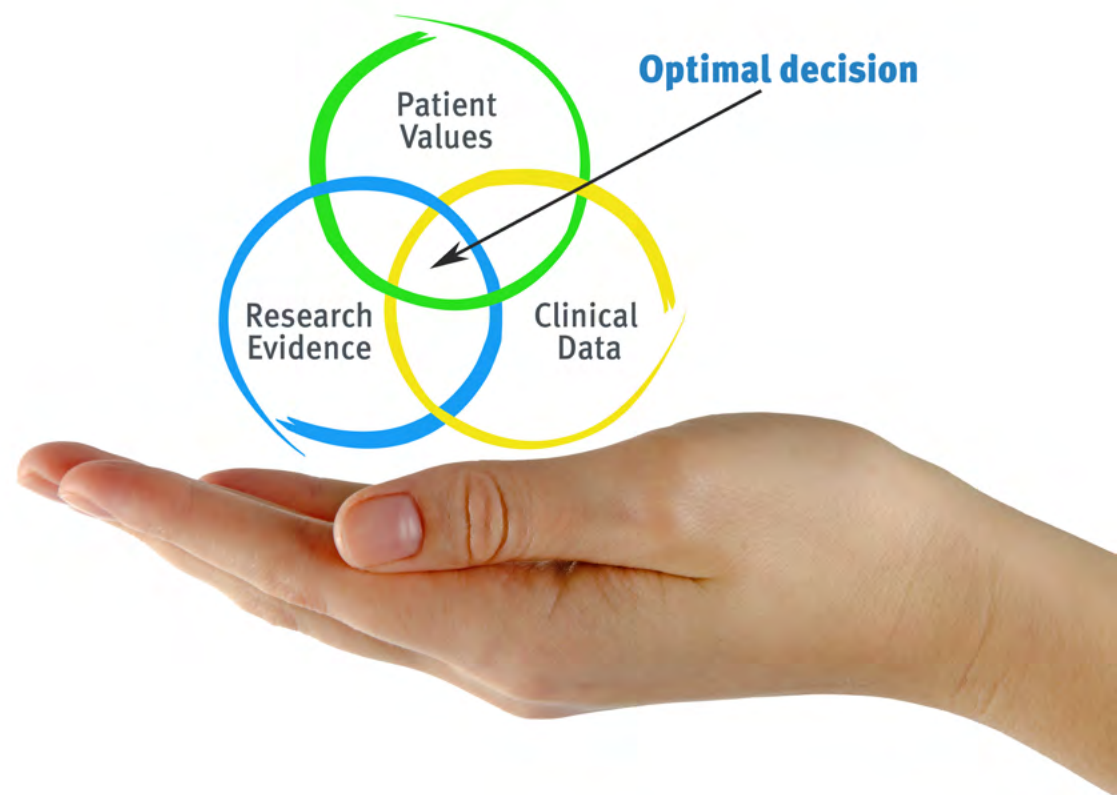 Optimal decision
Patient
Values
Research
Evidence
Clinical
Data